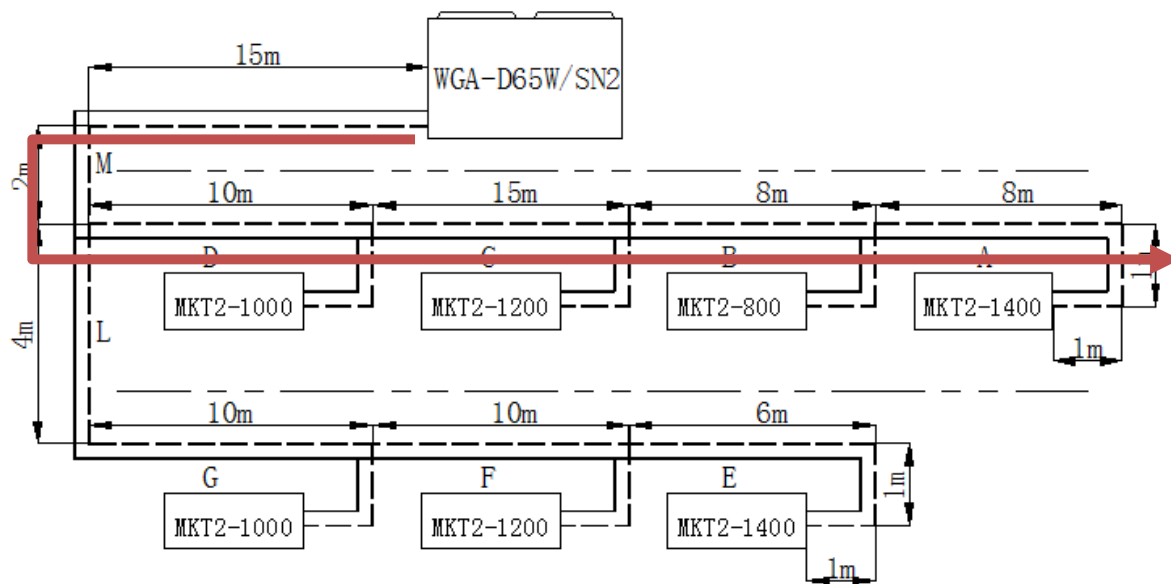 15m
WGA-D65W/SN2
2m
M
10m
15m
8m
8m
D
C
B
A
1m
MKT2-1000
MKT2-1200
MKT2-800
MKT2-1400
4m
L
1m
10m
10m
6m
G
F
E
1m
MKT2-1000
MKT2-1200
MKT2-1400
1m